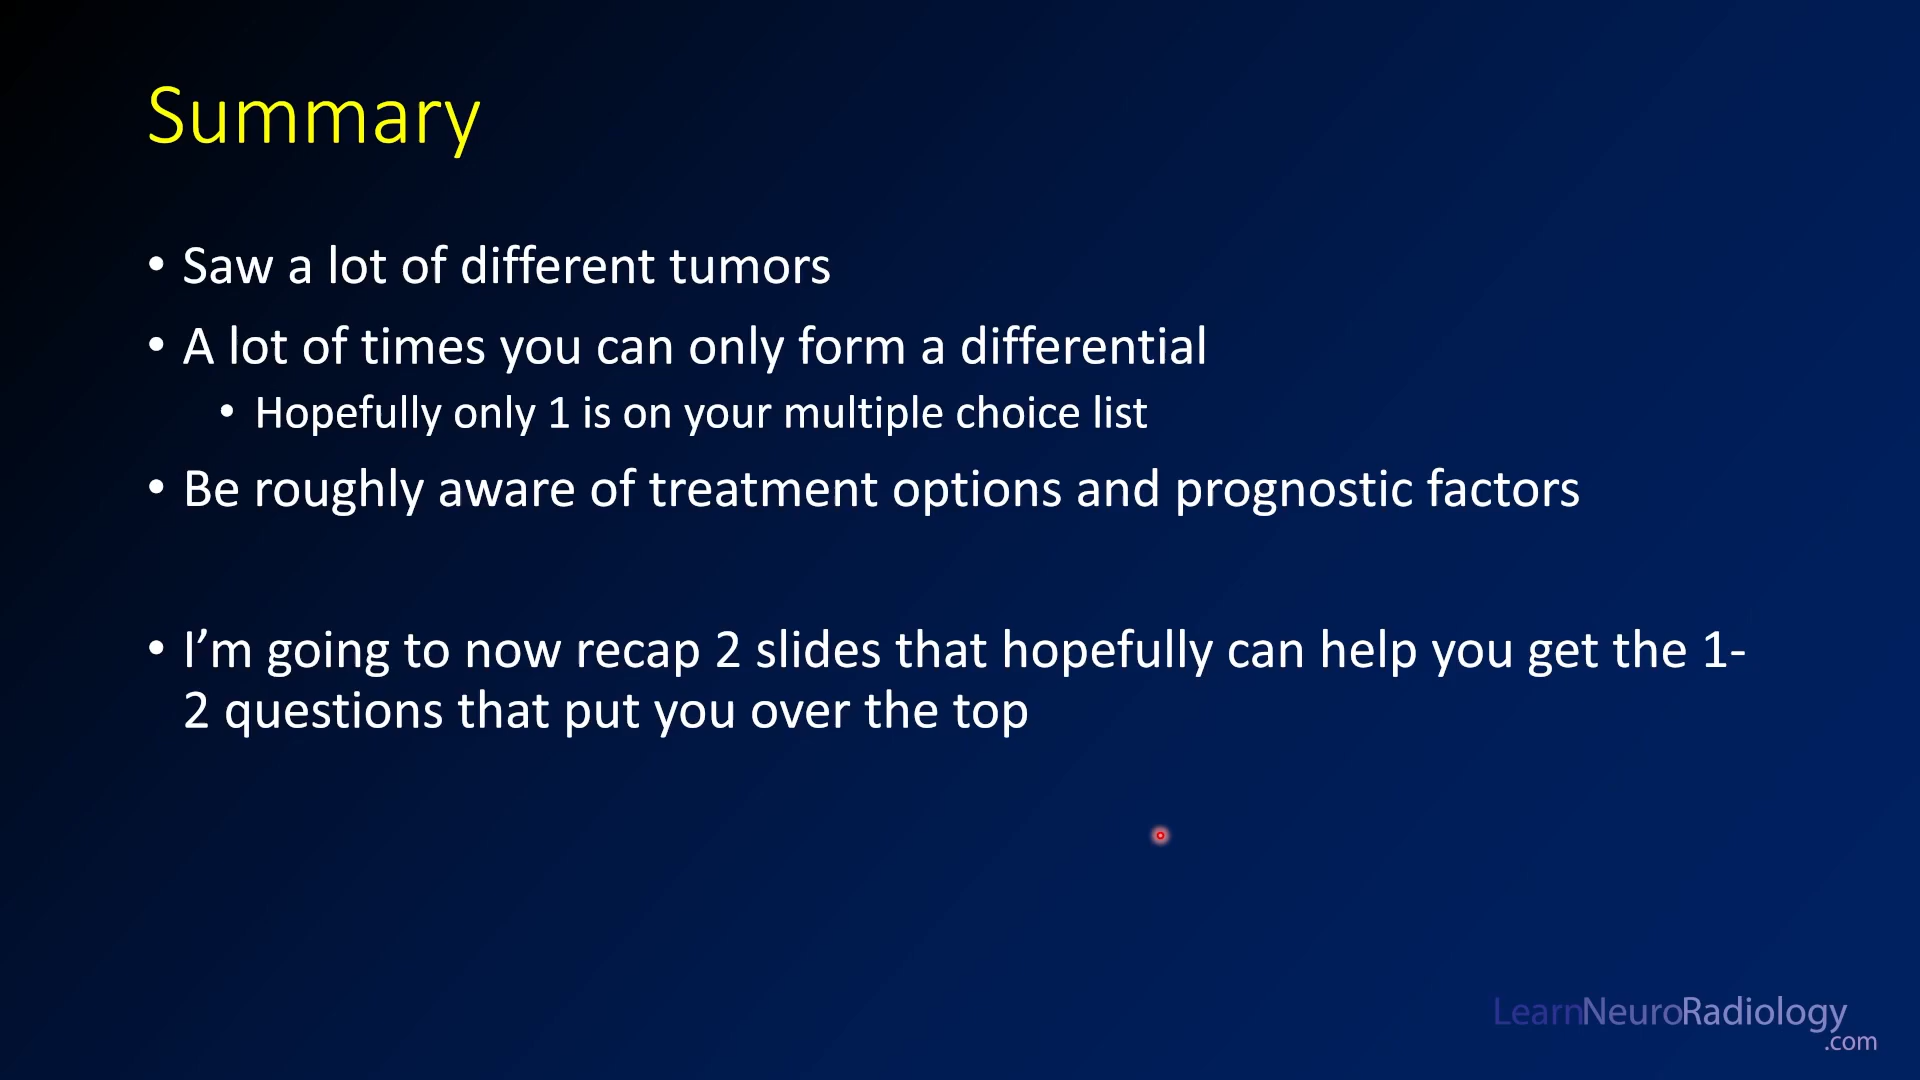 Summary
• Saw a lot of different tumors
• A lot of times you can only form a differential
• Hopefully only 1 is on your multiple choice list
• Be roughly aware of treatment options and prognostic factors
• I’m going to now recap 2 slides that hopefully can help you get the 1-
2 questions that put you over the top
LearnNeuroRadiology
.com